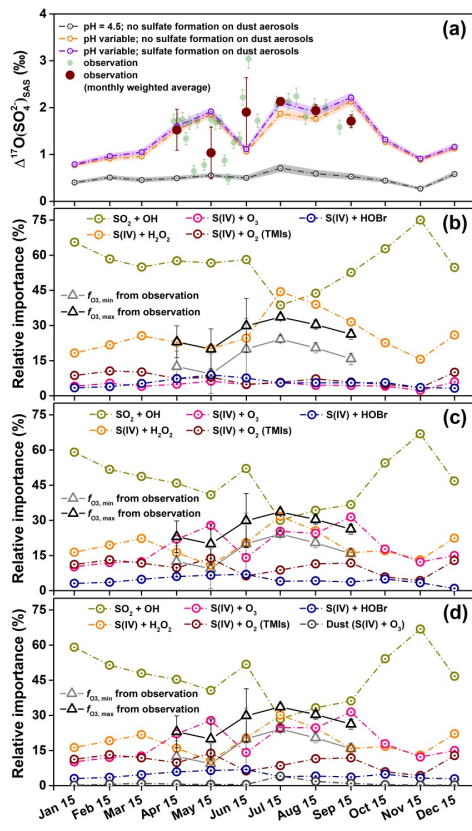 (a)
pH = 4.5; no sulfate formation on dust aerosols
pH variable; no sulfate formation on dust aerosols
pH variable; sulfate formation on dust aerosols
observation
observation
(monthly weighted average)
Δ¹⁷O(SO₄²⁻)SAS (‰)
4
3
2
1
0
(b)
SO₂ + OH
S(IV) + O₃
S(IV) + HOBr
S(IV) + H₂O₂
S(IV) + O₂ (TMIs)
fO3, min from observation
fO3, max from observation
Relative importance (%)
75
60
45
30
15
0
(c)
SO₂ + OH
S(IV) + O₃
S(IV) + HOBr
S(IV) + H₂O₂
S(IV) + O₂ (TMIs)
fO3, min from observation
fO3, max from observation
Relative importance (%)
75
60
45
30
15
0
(d)
SO₂ + OH
S(IV) + O₃
S(IV) + HOBr
S(IV) + H₂O₂
S(IV) + O₂ (TMIs)
Dust (S(IV) + O₃)
fO3, min from observation
fO3, max from observation
Relative importance (%)
75
60
45
30
15
0
Jan 15
Feb 15
Mar 15
Apr 15
May 15
Jun 15
Jul 15
Aug 15
Sep 15
Oct 15
Nov 15
Dec 15